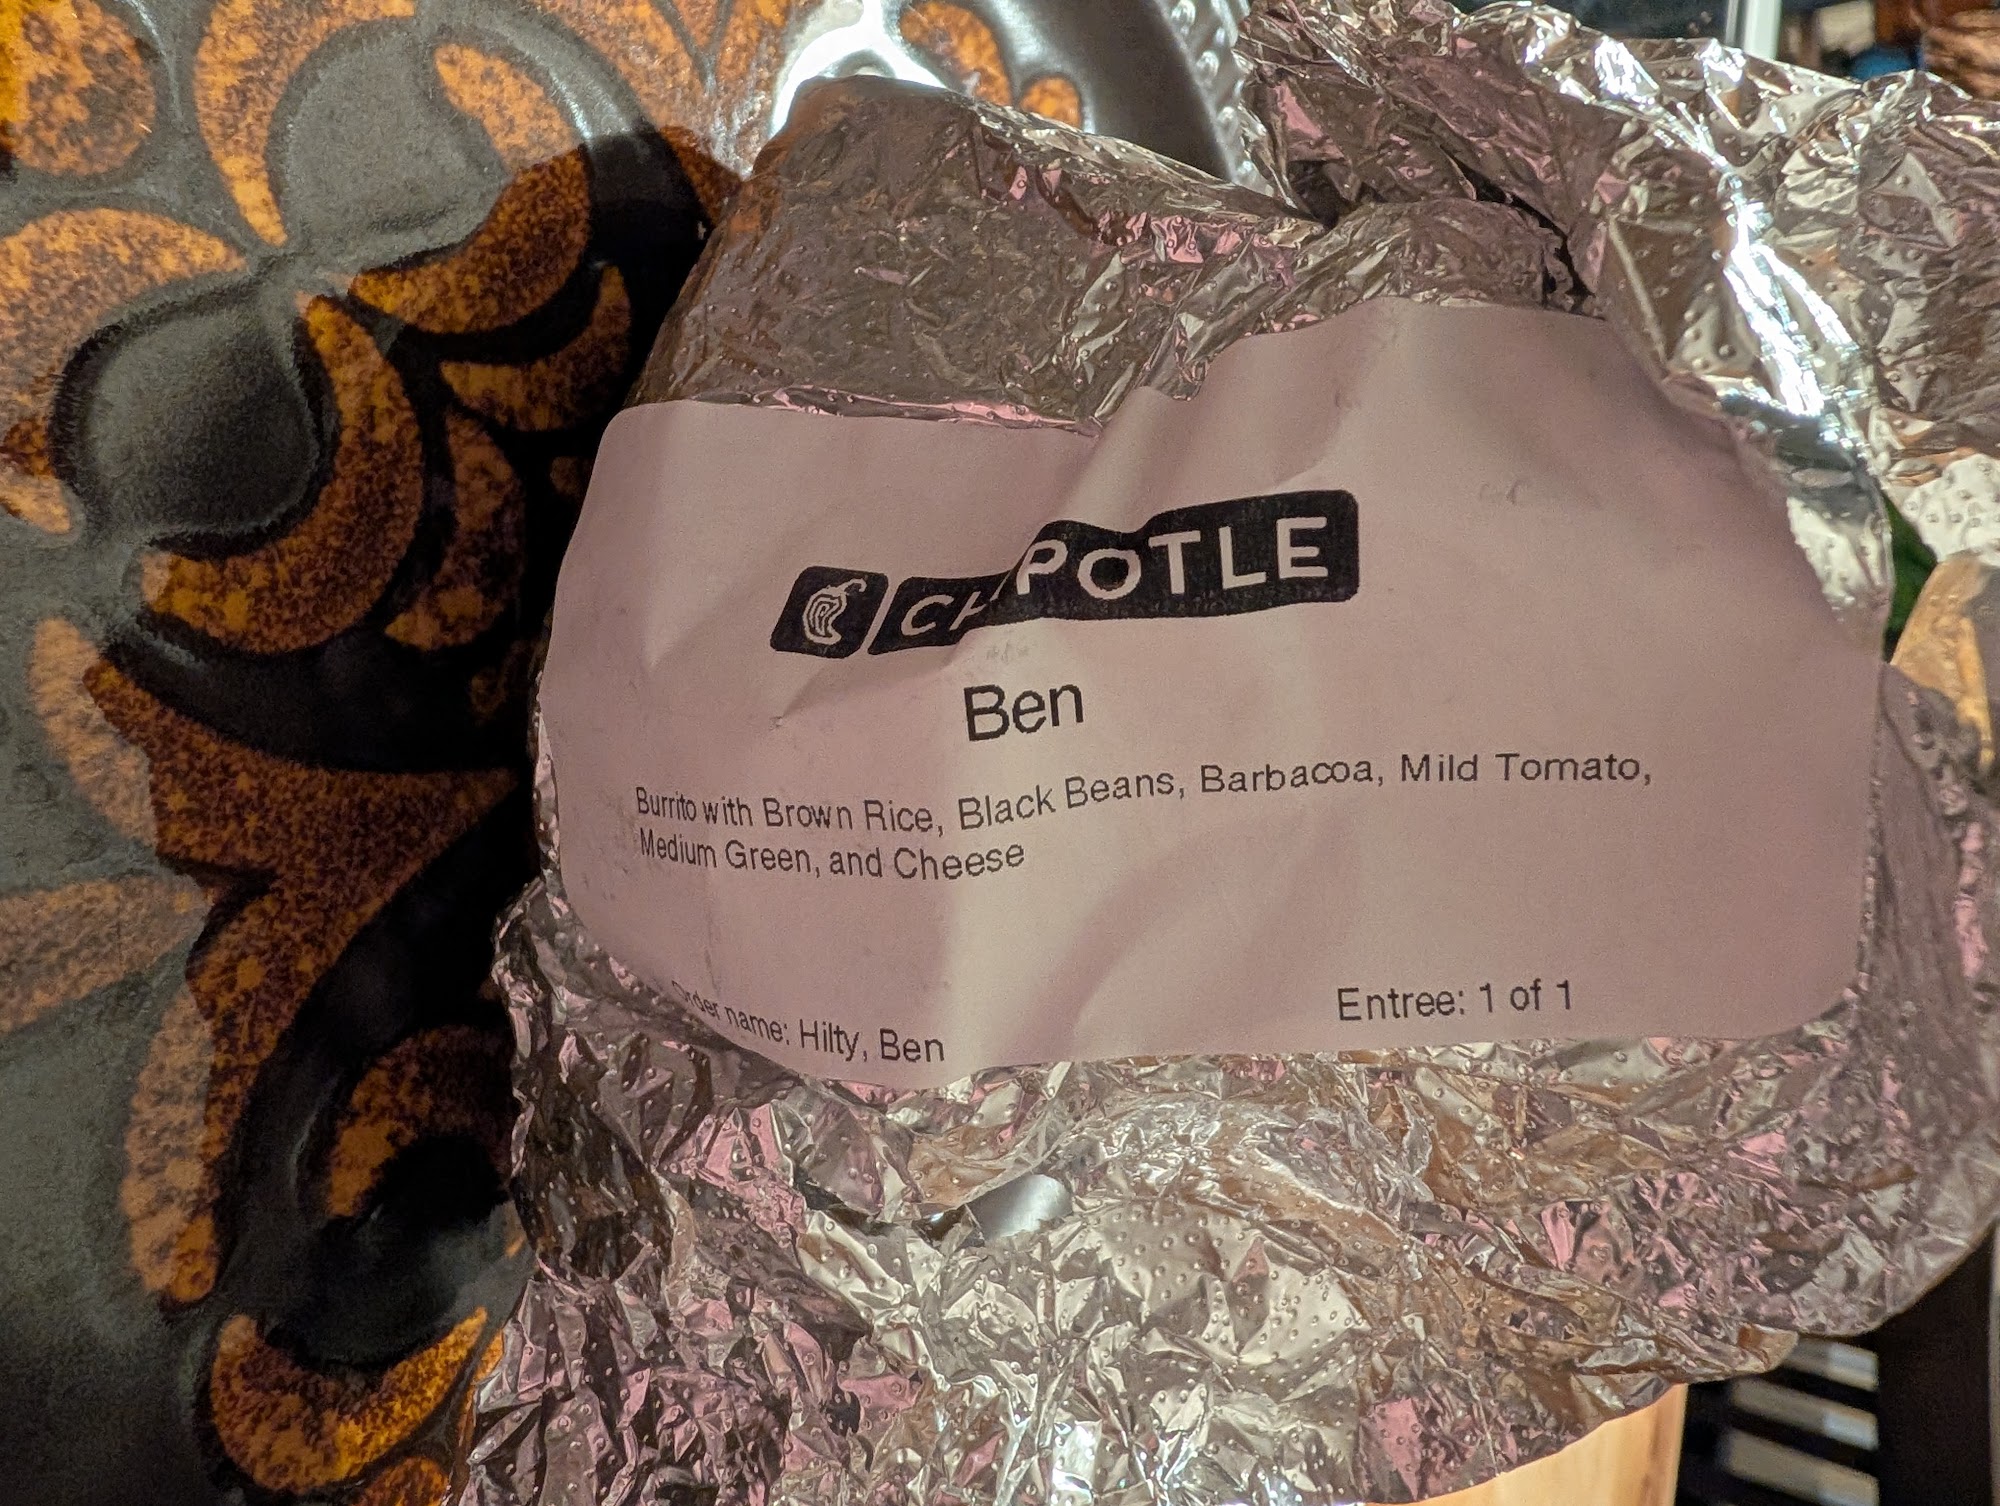 CHIPOTLE
Ben
Burrito with Brown Rice, Black Beans, Barbacoa, Mild Tomato,
Medium Green, and Cheese
Order name: Hilty, Ben
Entree: 1 of 1